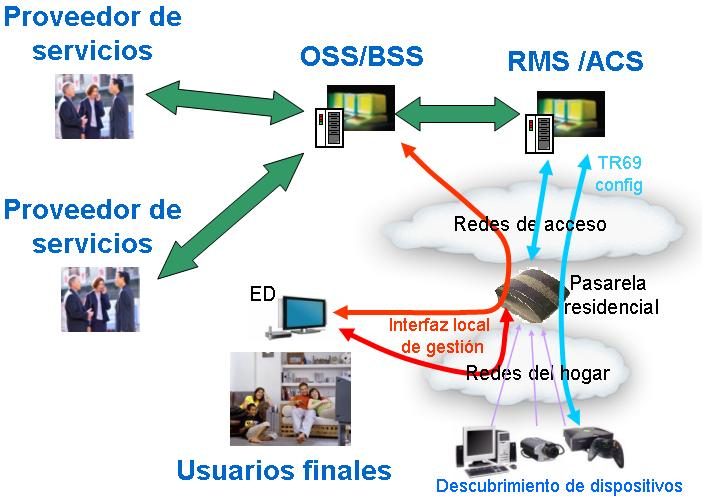 Proveedor de
servicios
OSS/BSS
RMS /ACS
TR69
config
Proveedor de
servicios
Redes de acceso
ED
Pasarela
residencial
Interfaz local
de gestión
Redes del hogar
Usuarios finales
Descubrimiento de dispositivos